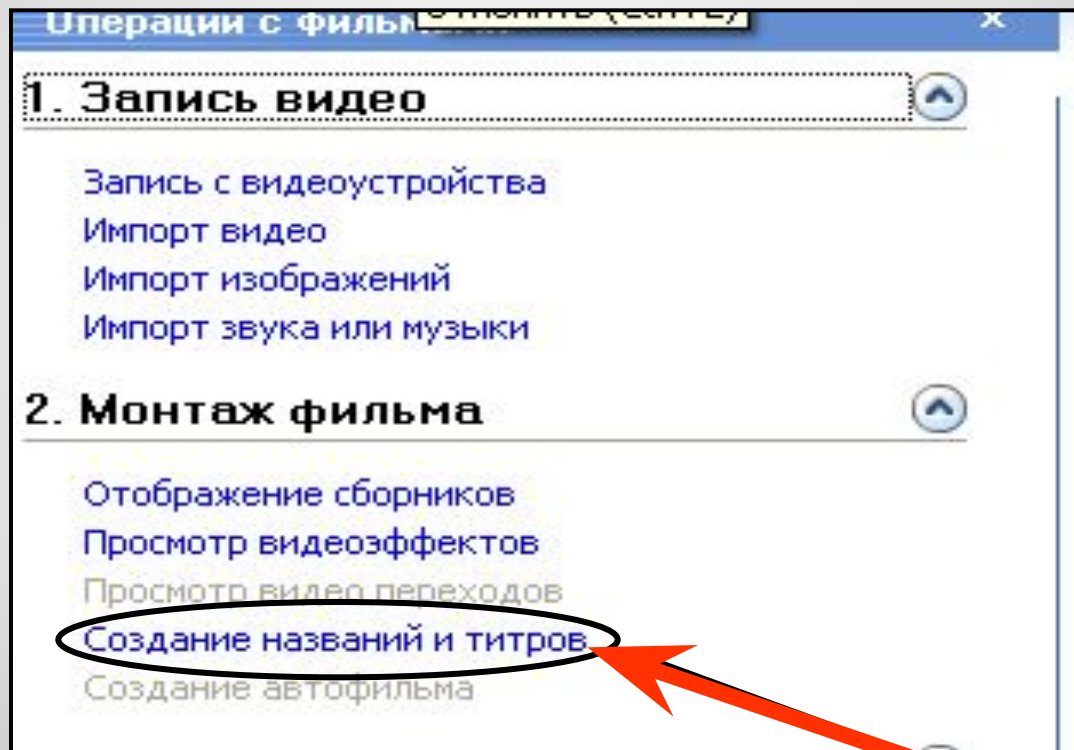 Операции с
x
1. Запись видео
Запись с видеоустройства
Импорт видео
Импорт изображений
Импорт звука или музыки
2. Монтаж фильма
Отображение сборников
Просмотр видеоэффектов
Просмотр видео переходов
Создание названий и титров
Создание автофильма